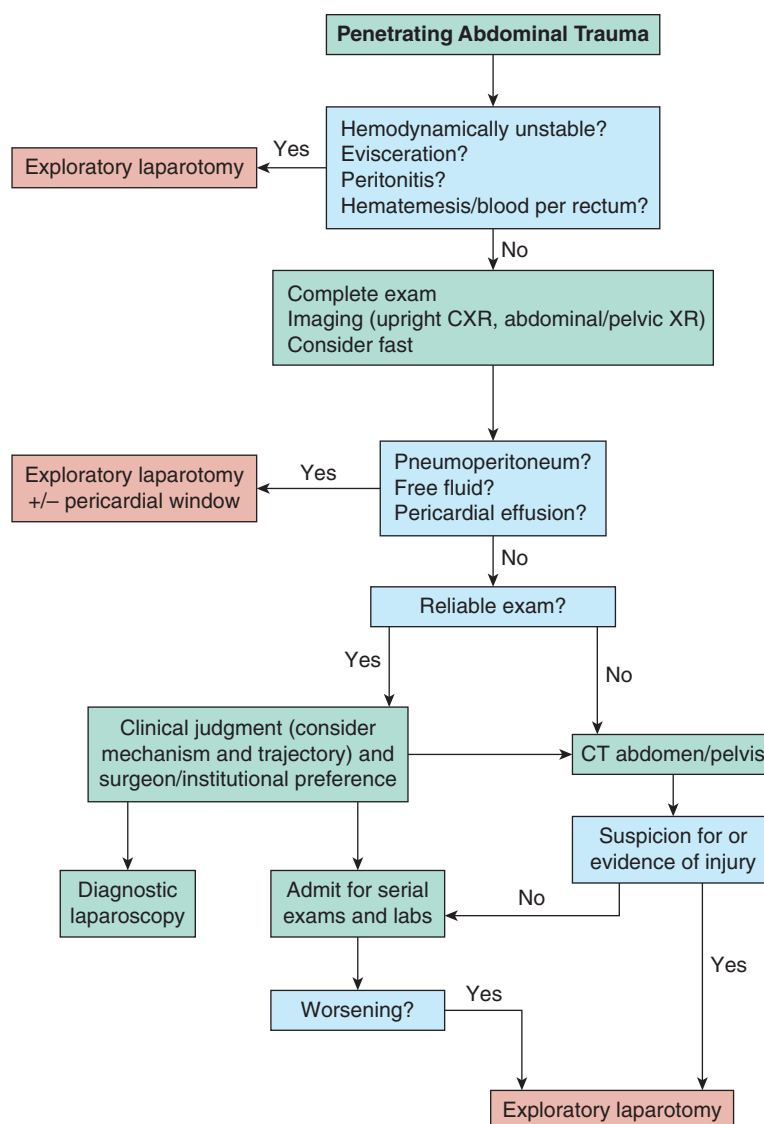 Penetrating Abdominal Trauma
Hemodynamically unstable?
Evisceration?
Peritonitis?
Hematemesis/blood per rectum?
Yes
Exploratory laparotomy
No
Complete exam
Imaging (upright CXR, abdominal/pelvic XR)
Consider fast
Pneumoperitoneum?
Free fluid?
Pericardial effusion?
Yes
Exploratory laparotomy
+/– pericardial window
No
Reliable exam?
Yes
No
Clinical judgment (consider
mechanism and trajectory) and
surgeon/institutional preference
CT abdomen/pelvis
Suspicion for or
evidence of injury
Diagnostic
laparoscopy
Admit for serial
exams and labs
No
Yes
Worsening?
Yes
Exploratory laparotomy